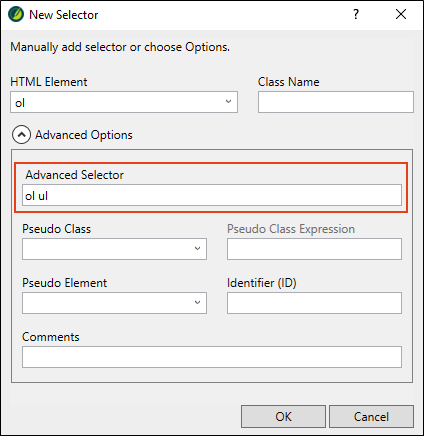 New Selector
?
Manually add selector or choose Options.
HTML Element Class Name
ol
Advanced Options
Advanced Selector
ol ul
Pseudo Class Pseudo Class Expression
Pseudo Element Identifier (ID)
Comments
OK Cancel